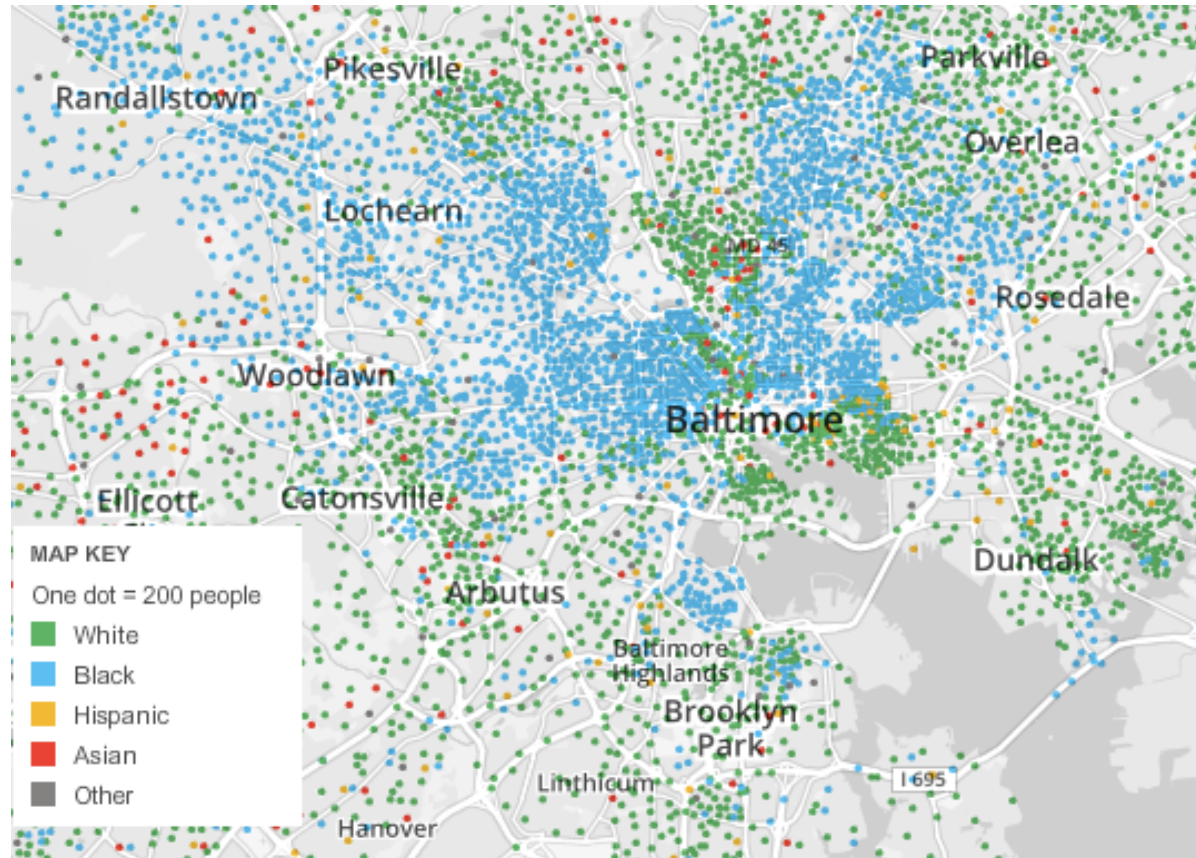 Pikesville
Parkville
Randallstown
Overlea
Lochearn
MD 45
Rosedale
Woodlawn
Baltimore
Ellicott
Catonsville
Dundalk
Arbutus
Baltimore
Highlands
Brooklyn
Park
Linthicum
I 695
Hanover
MAP KEY
One dot = 200 people
White
Black
Hispanic
Asian
Other